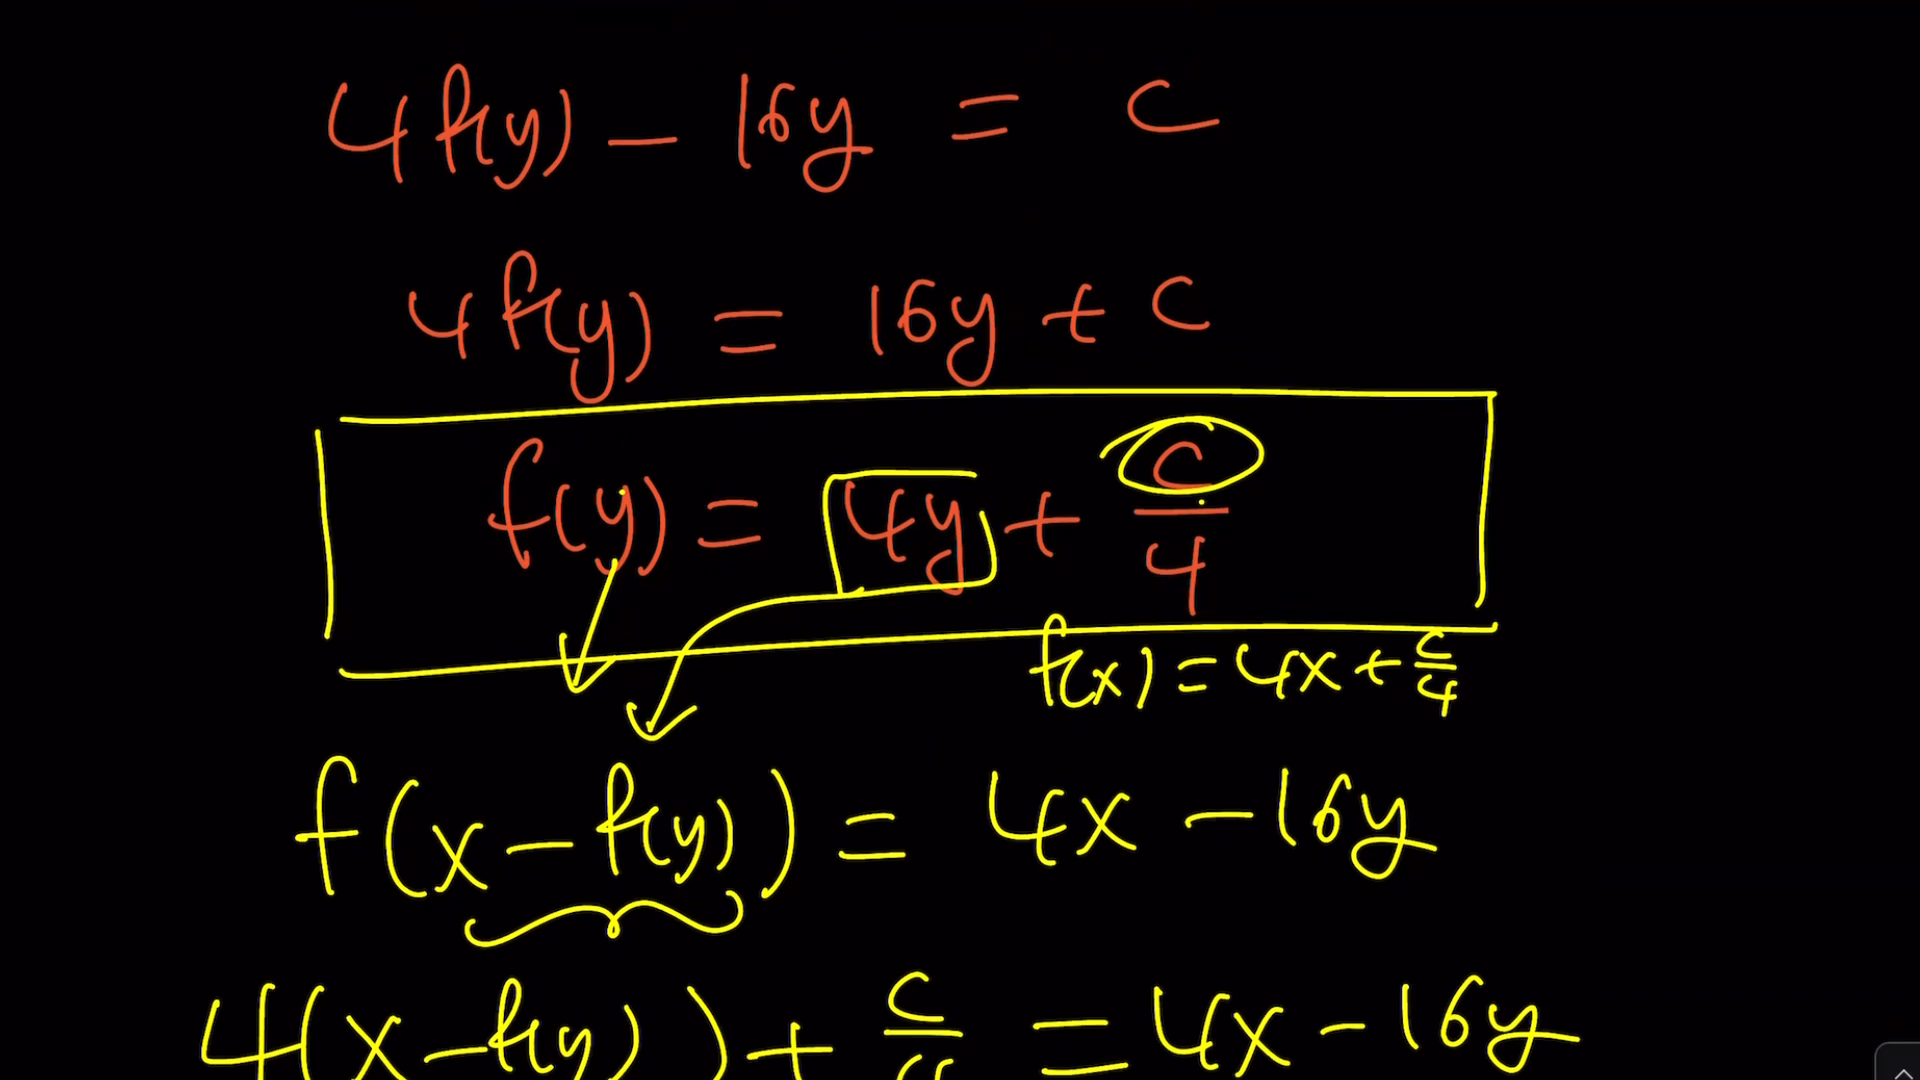 4f(y) - 16y = c
4f(y) = 16y + c
f(y) = 4y + c/4
f(x) = 4x + c/4
f(x - f(y)) = 4x - 16y
4(x - f(y)) + c/4 = 4x - 16y